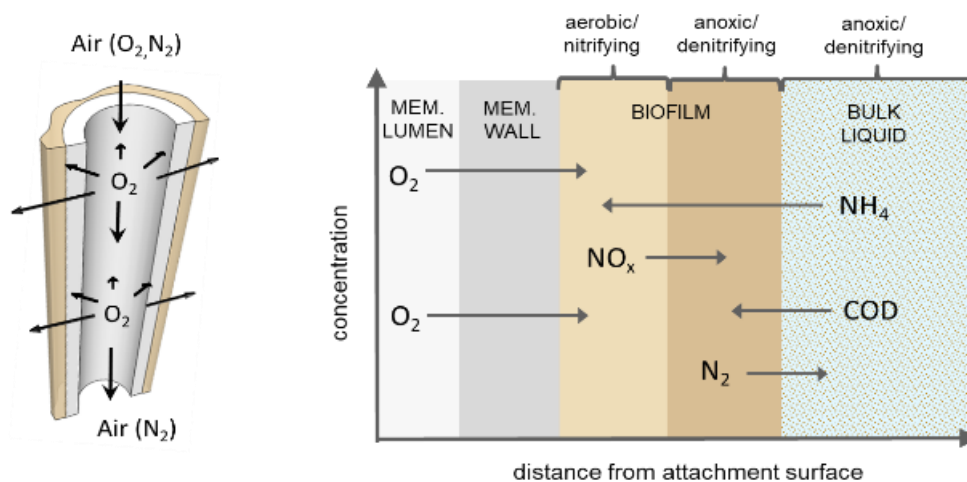 Air (O₂,N₂)
O₂
O₂
Air (N₂)
aerobic/
nitrifying
anoxic/
denitrifying
anoxic/
denitrifying
MEM.
LUMEN
MEM.
WALL
BIOFILM
BULK
LIQUID
O₂
NH₄
NOₓ
O₂
COD
N₂
concentration
distance from attachment surface